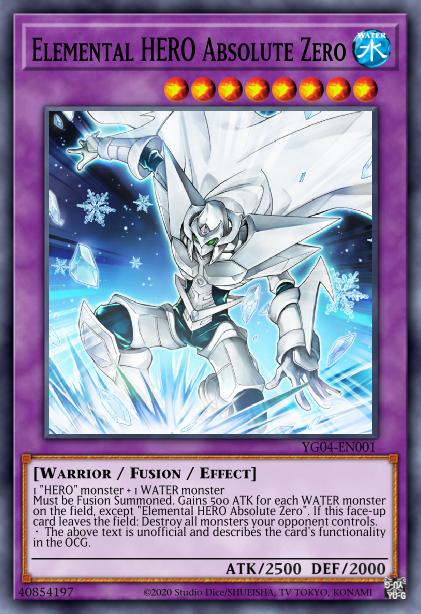 Elemental HERO Absolute Zero
WATER
水
YG04-EN001
[Warrior / Fusion / Effect]
1 "HERO" monster + 1 WATER monster
Must be Fusion Summoned. Gains 500 ATK for each WATER monster
on the field, except "Elemental HERO Absolute Zero". If this face-up
card leaves the field: Destroy all monsters your opponent controls.
· The above text is unofficial and describes the card's functionality
in the OCG.
ATK/2500 DEF/2000
40854197
©2020 Studio Dice/SHUEISHA, TV TOKYO, KONAMI